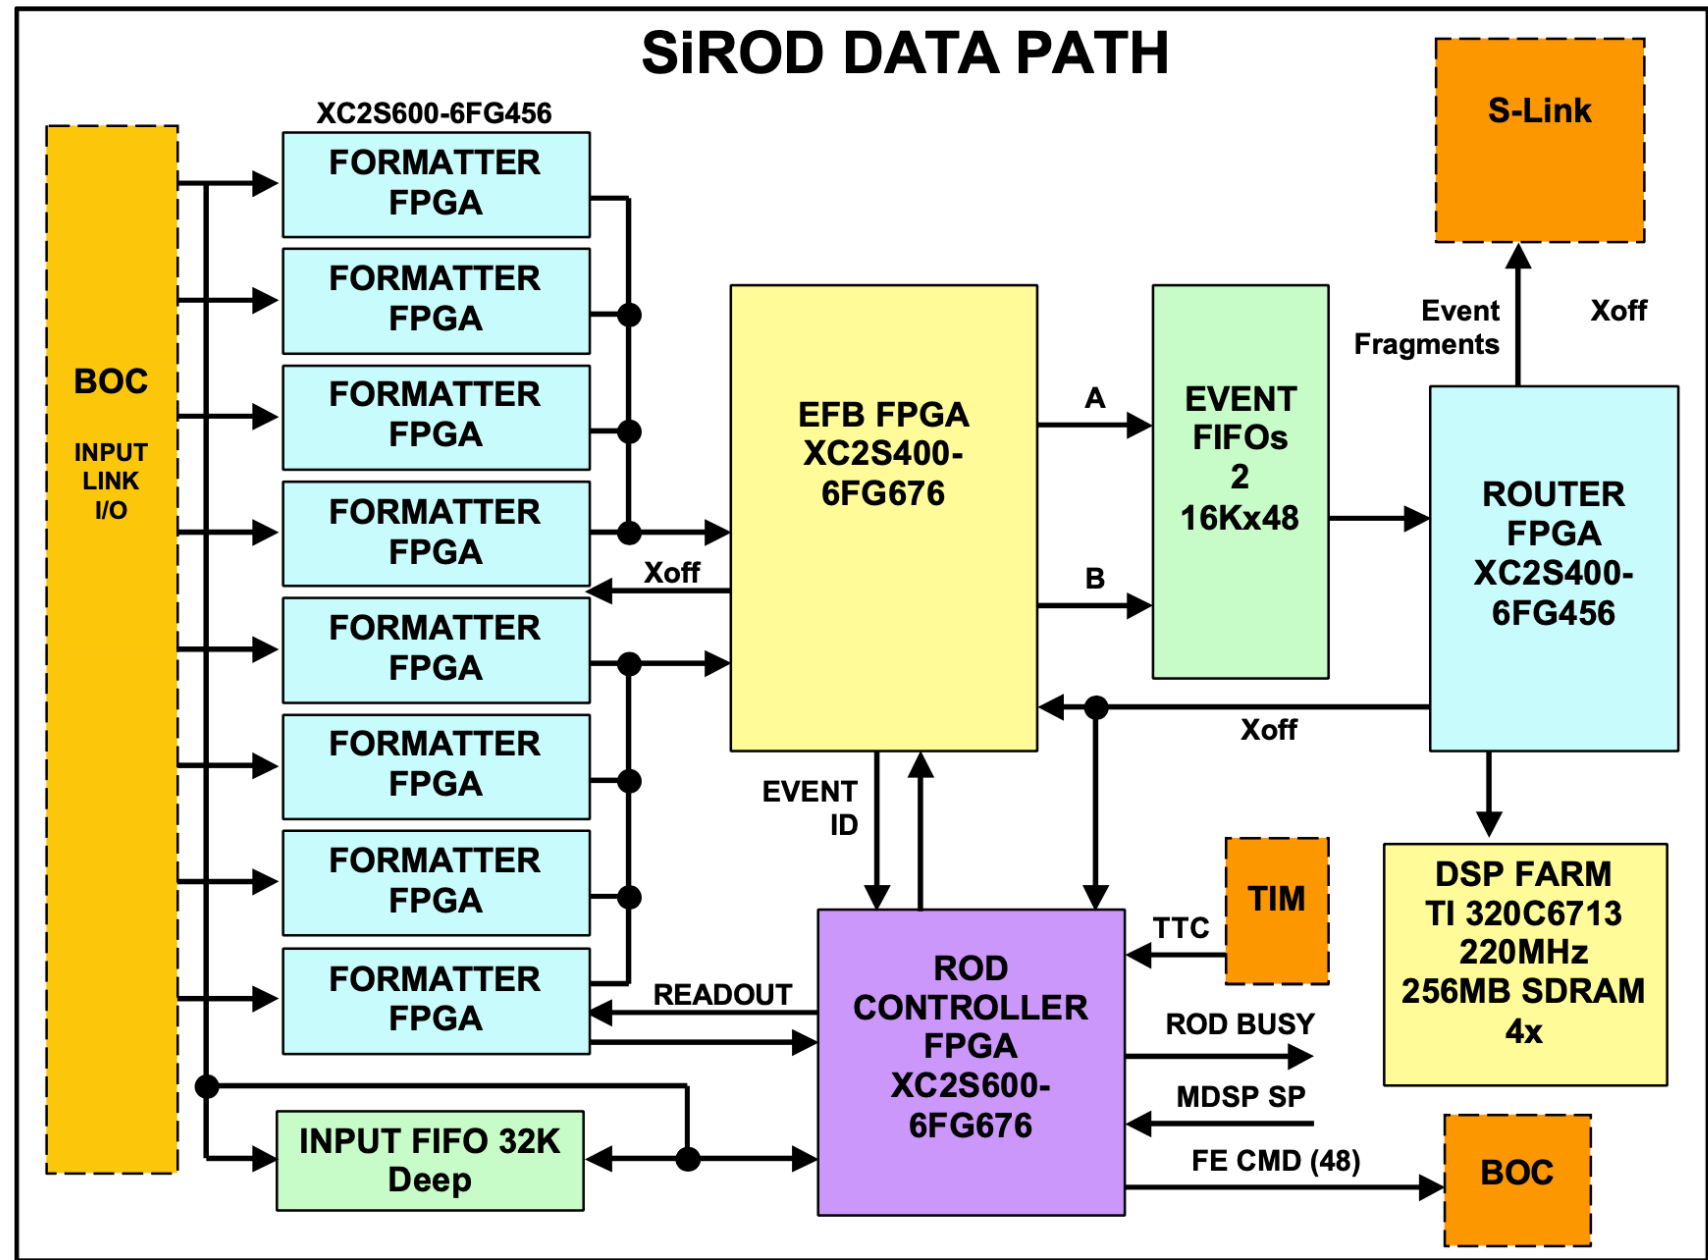 SiROD DATA PATH
XC2S600-6FG456
BOC
INPUT
LINK
I/O
FORMATTER
FPGA
FORMATTER
FPGA
FORMATTER
FPGA
FORMATTER
FPGA
FORMATTER
FPGA
FORMATTER
FPGA
FORMATTER
FPGA
FORMATTER
FPGA
INPUT FIFO 32K
Deep
Xoff
EFB FPGA
XC2S400-
6FG676
A
B
EVENT
FIFOs
2
16Kx48
S-Link
Event
Fragments
Xoff
ROUTER
FPGA
XC2S400-
6FG456
Xoff
EVENT
ID
READOUT
ROD
CONTROLLER
FPGA
XC2S600-
6FG676
TIM
TTC
ROD BUSY
MDSP SP
FE CMD (48)
DSP FARM
TI 320C6713
220MHz
256MB SDRAM
4x
BOC